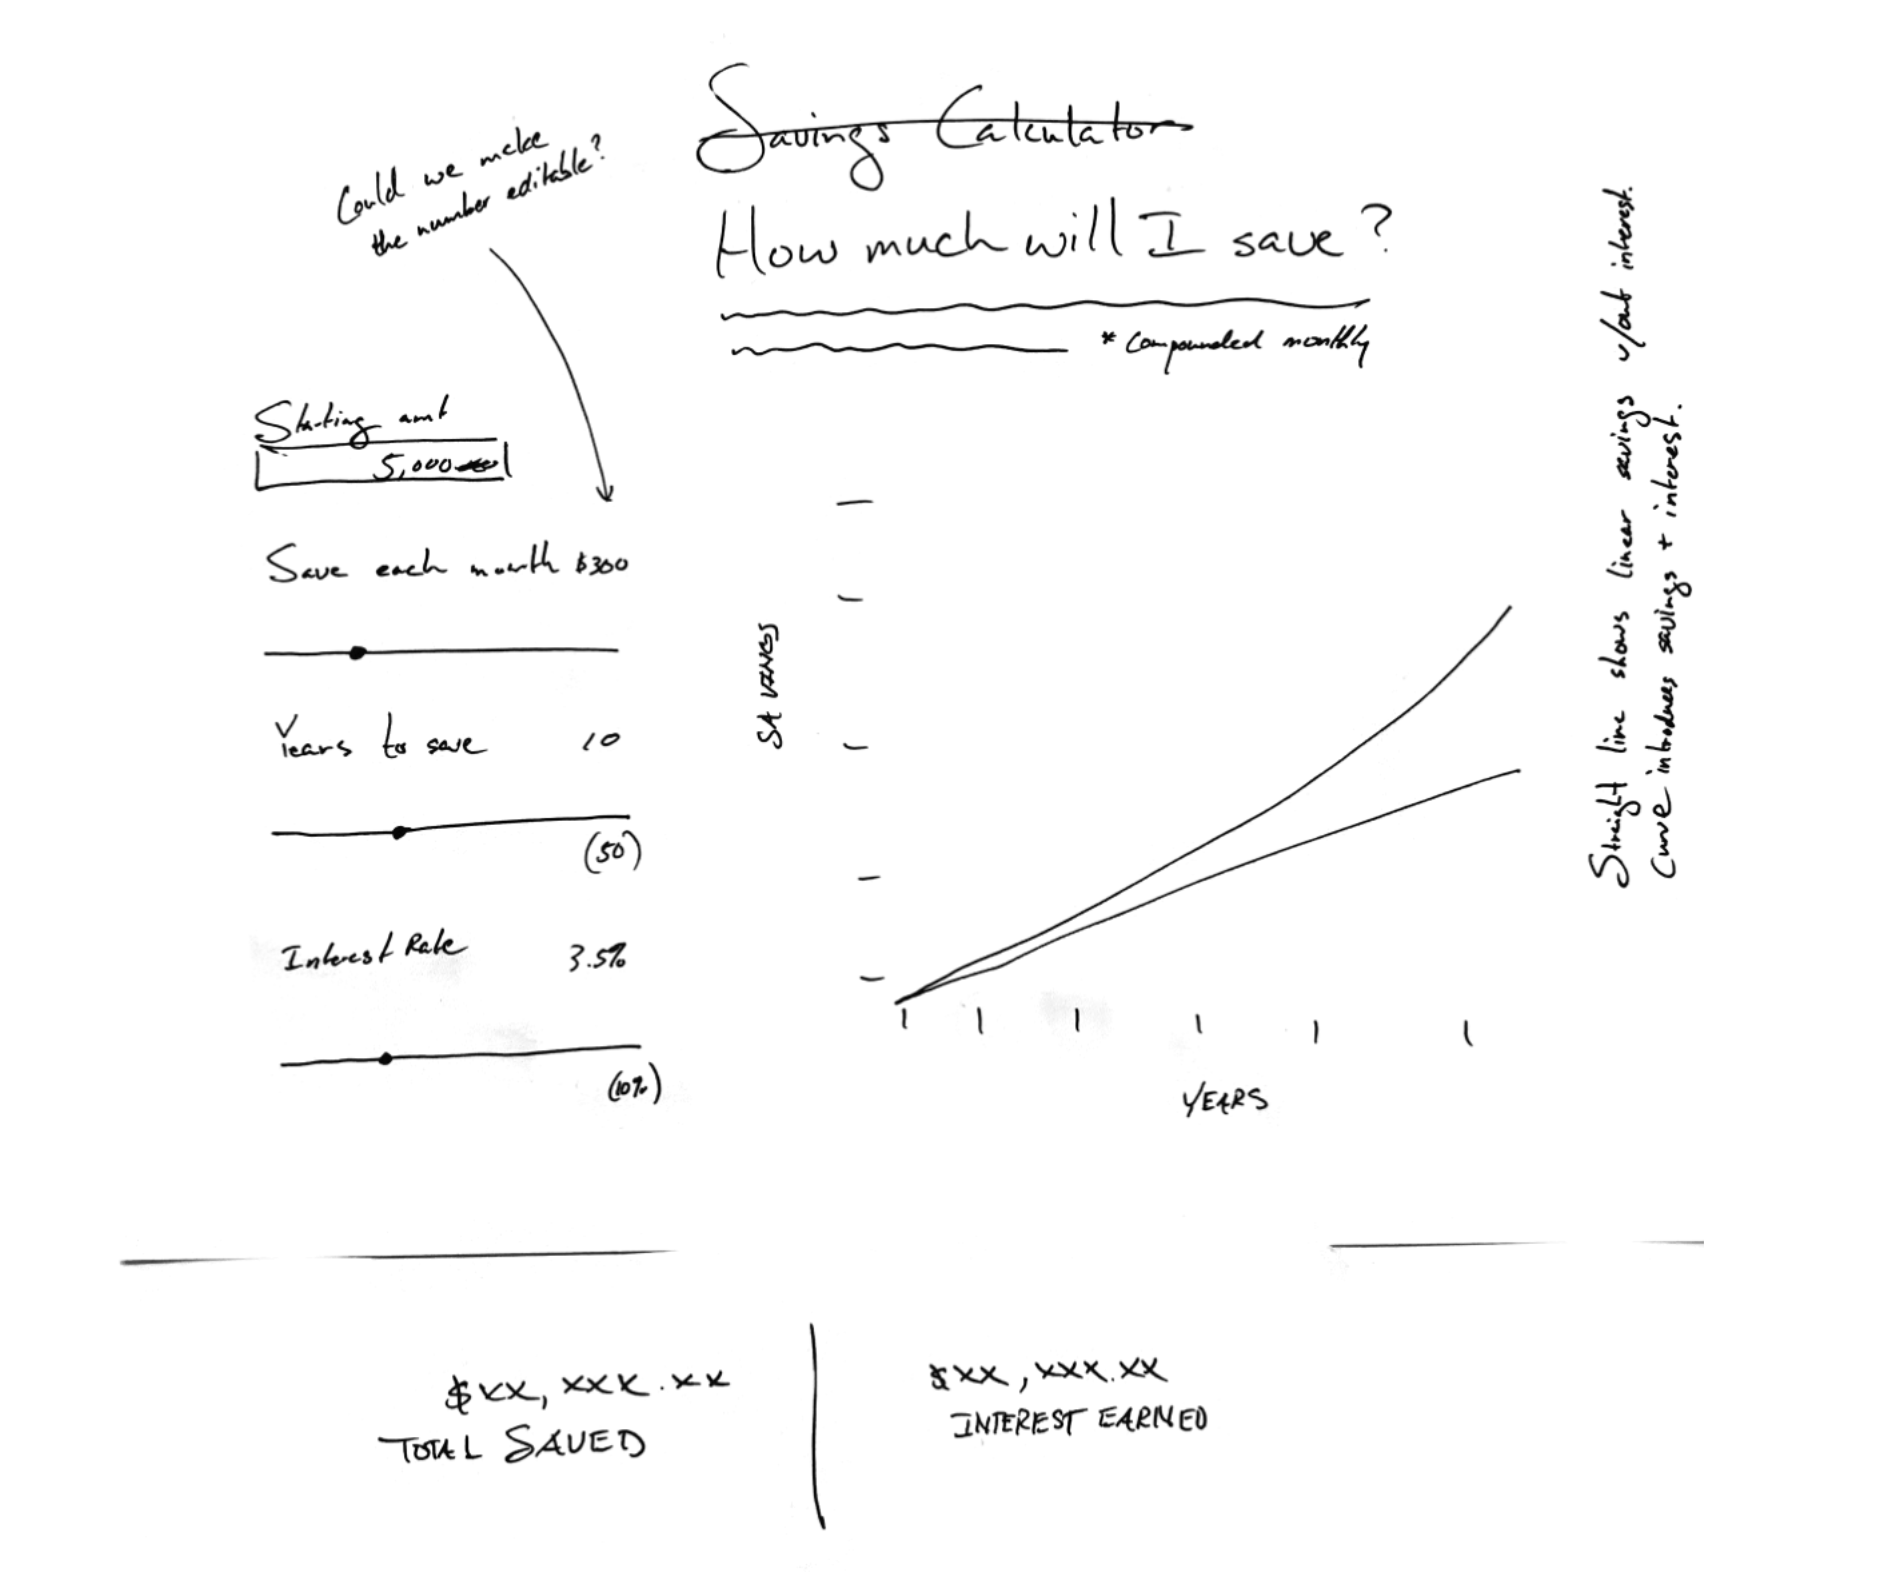 Savings Calculator
How much will I save?
* Compounded monthly
Could we make
the number editable?
Starting amt
5,000
Save each month $300
Years to save 10
(50)
Interest Rate 3.5%
(10%)
SAVINGS
YEARS
Straight line shows linear savings w/out interest.
Curve introduces savings + interest.
$xx,xxx.xx
TOTAL SAVED
$xx,xxx.xx
INTEREST EARNED